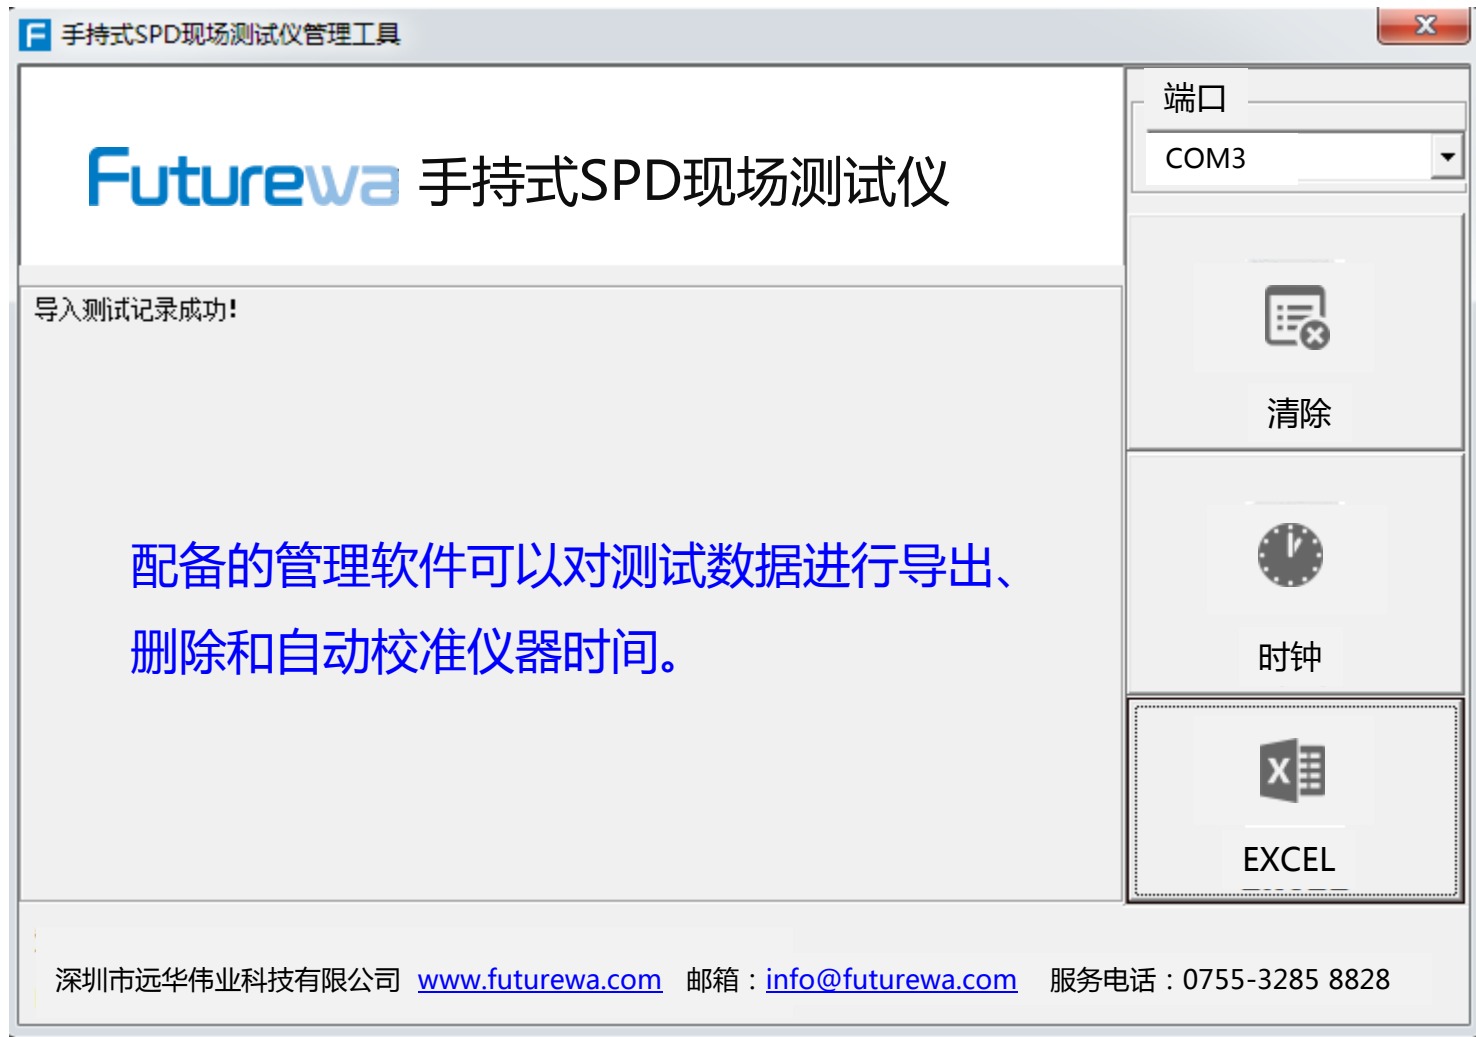 手持式SPD现场测试仪管理工具
Futurewa 手持式SPD现场测试仪
端口
COM3
导入测试记录成功!
清除
配备的管理软件可以对测试数据进行导出、
删除和自动校准仪器时间。
时钟
EXCEL
深圳市远华伟业科技有限公司 www.futurewa.com 邮箱：info@futurewa.com 服务电话：0755-3285 8828